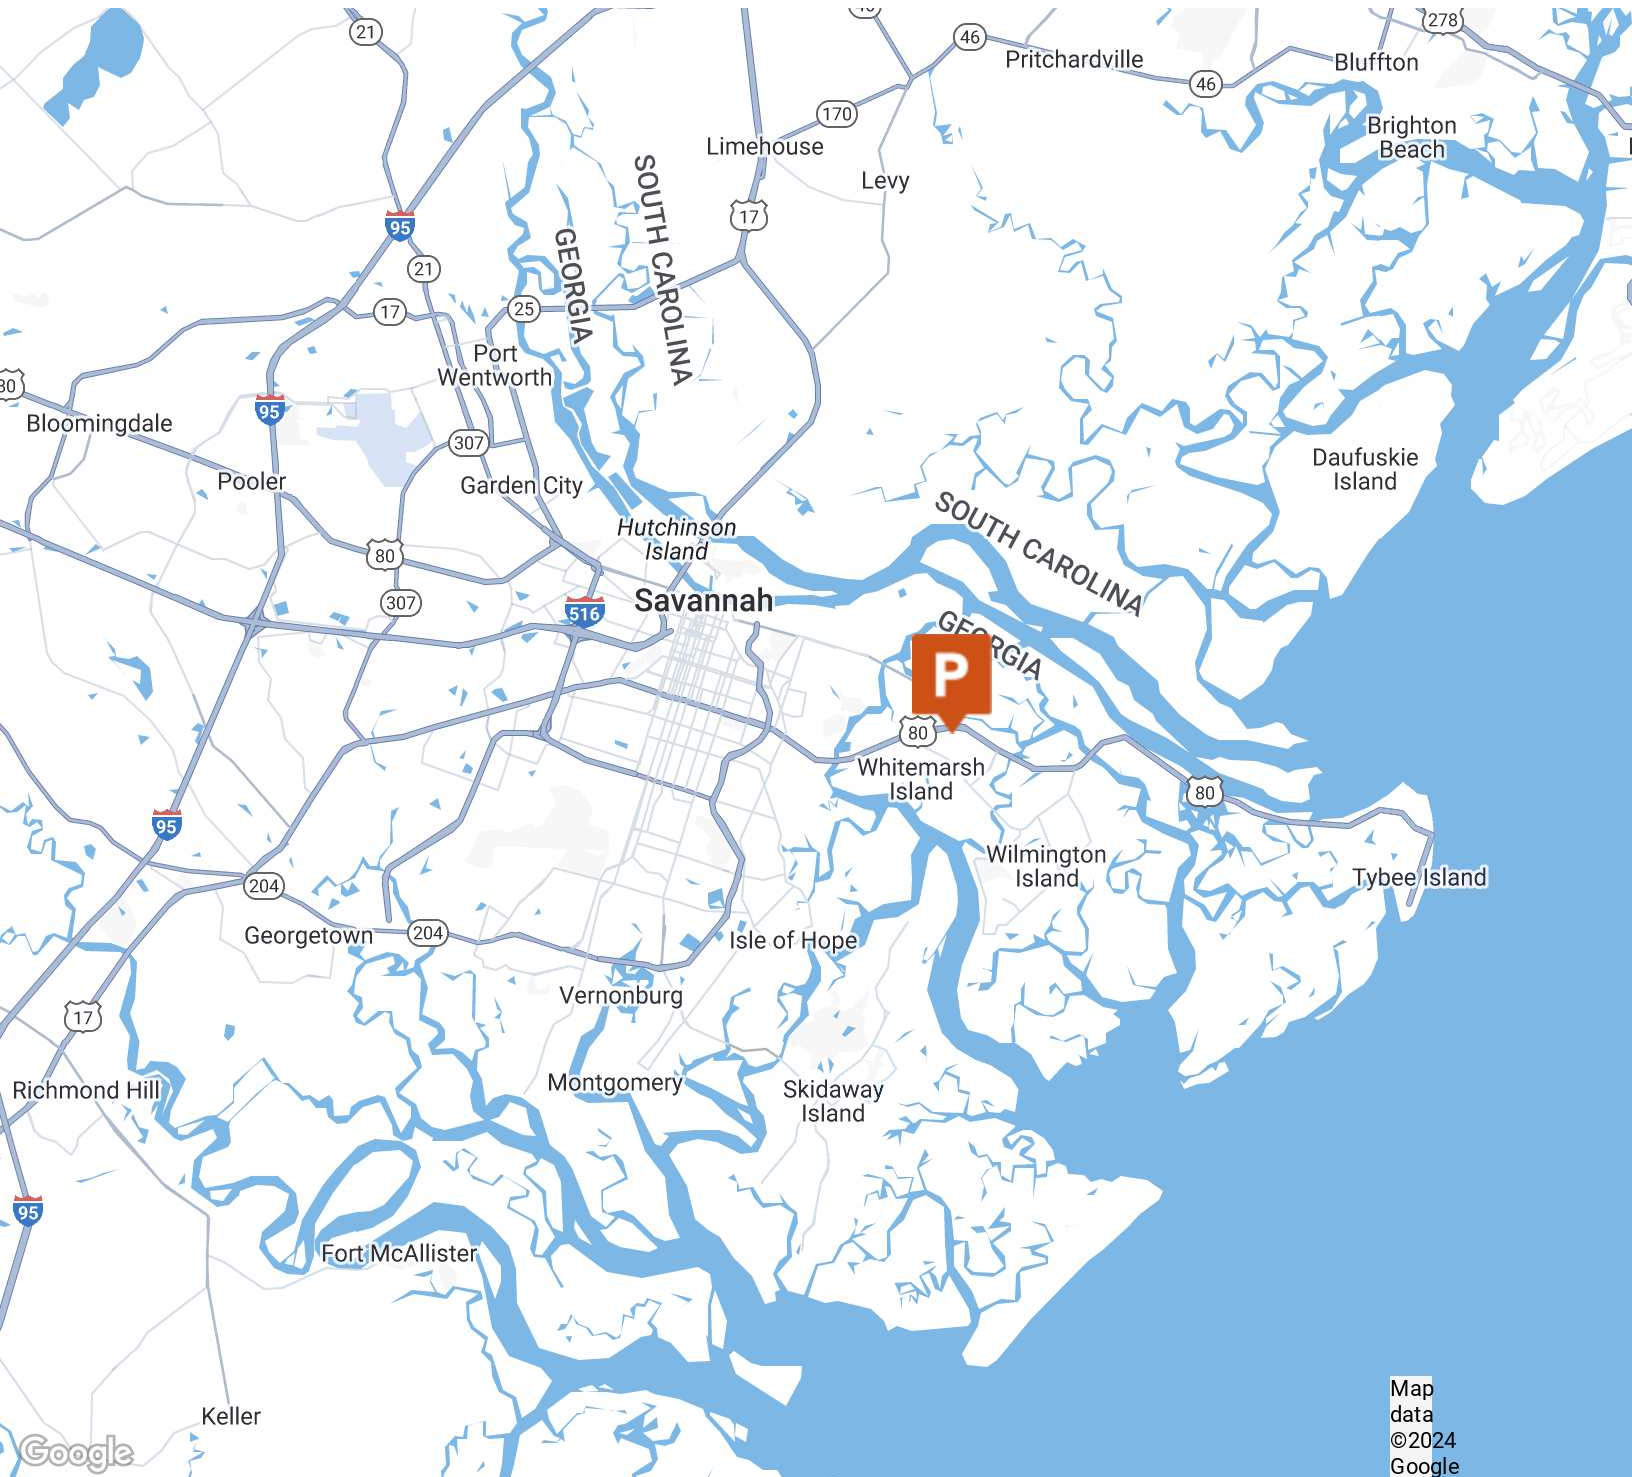 21
46
278
Pritchardville
Bluffton
46
170
Brighton
Beach
Limehouse
Levy
SOUTH CAROLINA
17
95
GEORGIA
21
17
25
Port
Wentworth
80
95
Bloomingdale
307
Pooler
Garden City
Daufuskie
Island
SOUTH CAROLINA
Hutchinson
Island
80
307
516
Savannah
GEORGIA
P
80
Whitemarsh
Island
80
95
Wilmington
Island
Tybee Island
204
Georgetown
204
Isle of Hope
Vernonburg
17
Richmond Hill
Montgomery
Skidaway
Island
95
Fort McAllister
Keller
Map
data
©2024
Google
Google